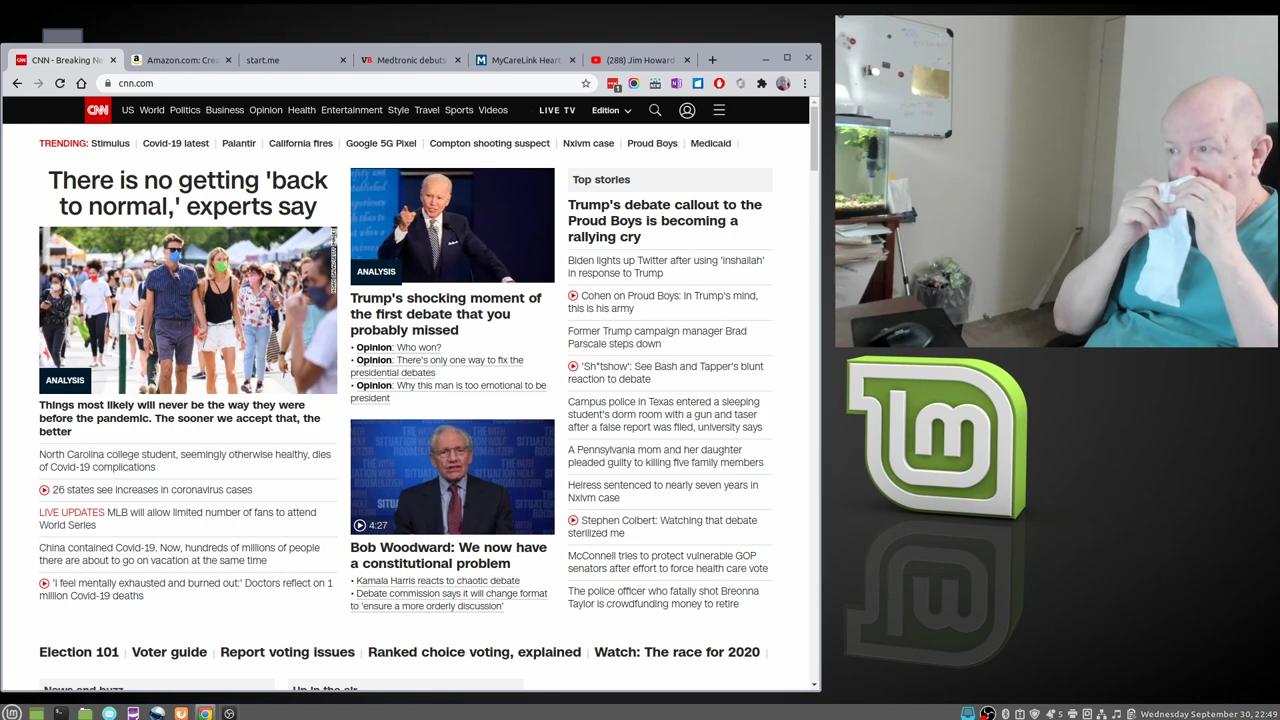 CNN - Breaking Ne
Amazon.com: Crea
start.me
VB Medtronic debuts
M MyCareLink Heart
(288) Jim Howard
cnn.com
CNN US World Politics Business Opinion Health Entertainment Style Travel Sports Videos LIVE TV Edition
TRENDING: Stimulus Covid-19 latest Palantir California fires Google 5G Pixel Compton shooting suspect Nxivm case Proud Boys Medicaid
There is no getting 'back
to normal,' experts say
ANALYSIS
Things most likely will never be the way they were
before the pandemic. The sooner we accept that, the
better
North Carolina college student, seemingly otherwise healthy, dies
of Covid-19 complications
26 states see increases in coronavirus cases
LIVE UPDATES MLB will allow limited number of fans to attend
World Series
China contained Covid-19. Now, hundreds of millions of people
there are about to go on vacation at the same time
'I feel mentally exhausted and burned out:' Doctors reflect on 1
million Covid-19 deaths
ANALYSIS
Trump's shocking moment of
the first debate that you
probably missed
• Opinion: Who won?
• Opinion: There's only one way to fix the
presidential debates
• Opinion: Why this man is too emotional to be
president
4:27
Bob Woodward: We now have
a constitutional problem
• Kamala Harris reacts to chaotic debate
• Debate commission says it will change format
to 'ensure a more orderly discussion'
Top stories
Trump's debate callout to the
Proud Boys is becoming a
rallying cry
Biden lights up Twitter after using 'inshallah'
in response to Trump
Cohen on Proud Boys: In Trump's mind,
this is his army
Former Trump campaign manager Brad
Parscale steps down
'Sh*tshow': See Bash and Tapper's blunt
reaction to debate
Campus police in Texas entered a sleeping
student's dorm room with a gun and taser
after a false report was filed, university says
A Pennsylvania mom and her daughter
pleaded guilty to killing five family members
Heiress sentenced to nearly seven years in
Nxivm case
Stephen Colbert: Watching that debate
sterilized me
McConnell tries to protect vulnerable GOP
senators after effort to force health care vote
The police officer who fatally shot Breonna
Taylor is crowdfunding money to retire
Election 101 Voter guide Report voting issues Ranked choice voting, explained Watch: The race for 2020
News and buzz
Up in the air
5
Wednesday September 30, 22:49